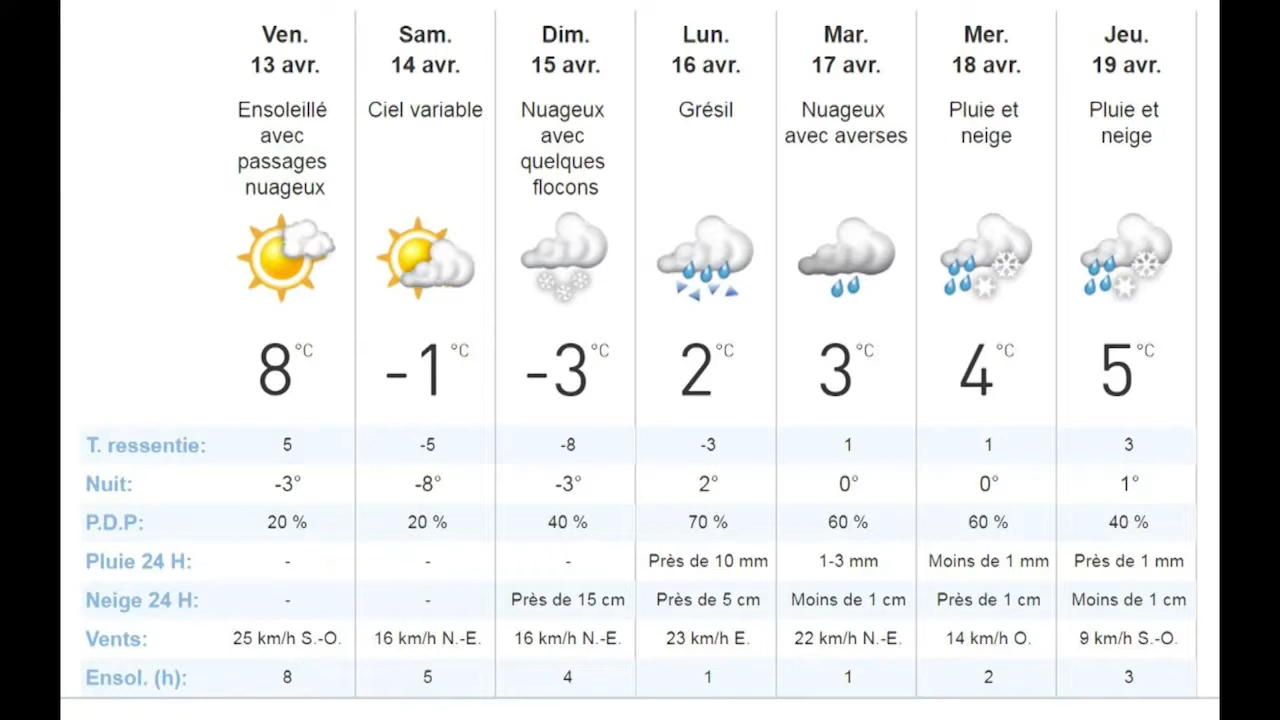 Ven. Sam. Dim. Lun. Mar. Mer. Jeu.
13 avr. 14 avr. 15 avr. 16 avr. 17 avr. 18 avr. 19 avr.
Ensoleillé Ciel variable Nuageux Grésil Nuageux Pluie et Pluie et
avec avec avec averses neige neige
passages quelques
nuageux flocons
8°C -1°C -3°C 2°C 3°C 4°C 5°C
T. ressentie: 5 -5 -8 -3 1 1 3
Nuit: -3° -8° -3° 2° 0° 0° 1°
P.D.P: 20 % 20 % 40 % 70 % 60 % 60 % 40 %
Pluie 24 H: - - - Près de 10 mm 1-3 mm Moins de 1 mm Près de 1 mm
Neige 24 H: - - Près de 15 cm Près de 5 cm Moins de 1 cm Près de 1 cm Moins de 1 cm
Vents: 25 km/h S.-O. 16 km/h N.-E. 16 km/h N.-E. 23 km/h E. 22 km/h N.-E. 14 km/h O. 9 km/h S.-O.
Ensol. (h): 8 5 4 1 1 2 3